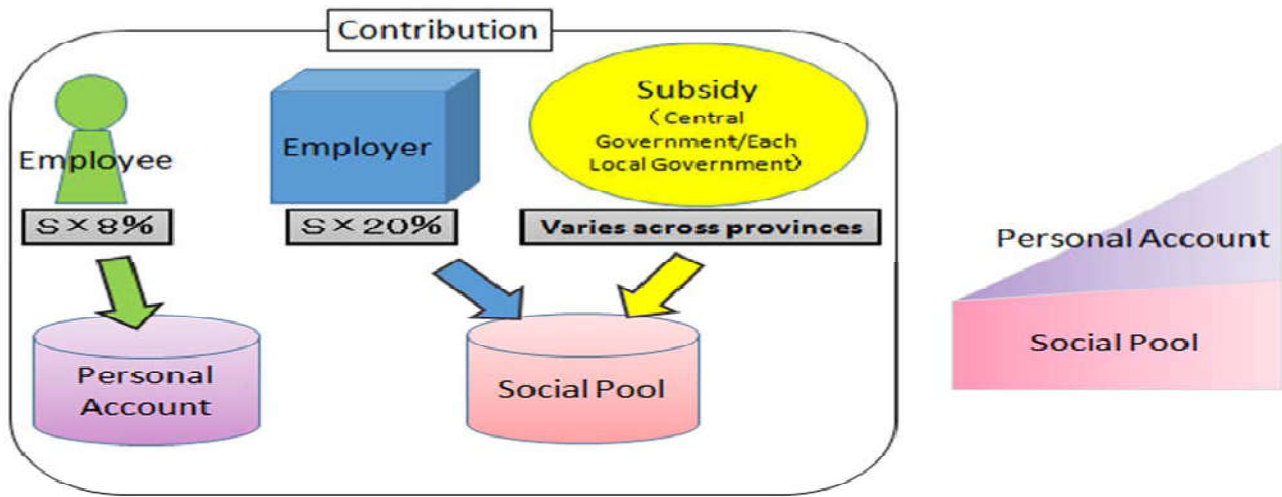 Contribution
Employee
Employer
Subsidy
(Central
Government/Each
Local Government)
S×8%
S×20%
Varies across provinces
Personal
Account
Social Pool
Personal Account
Social Pool